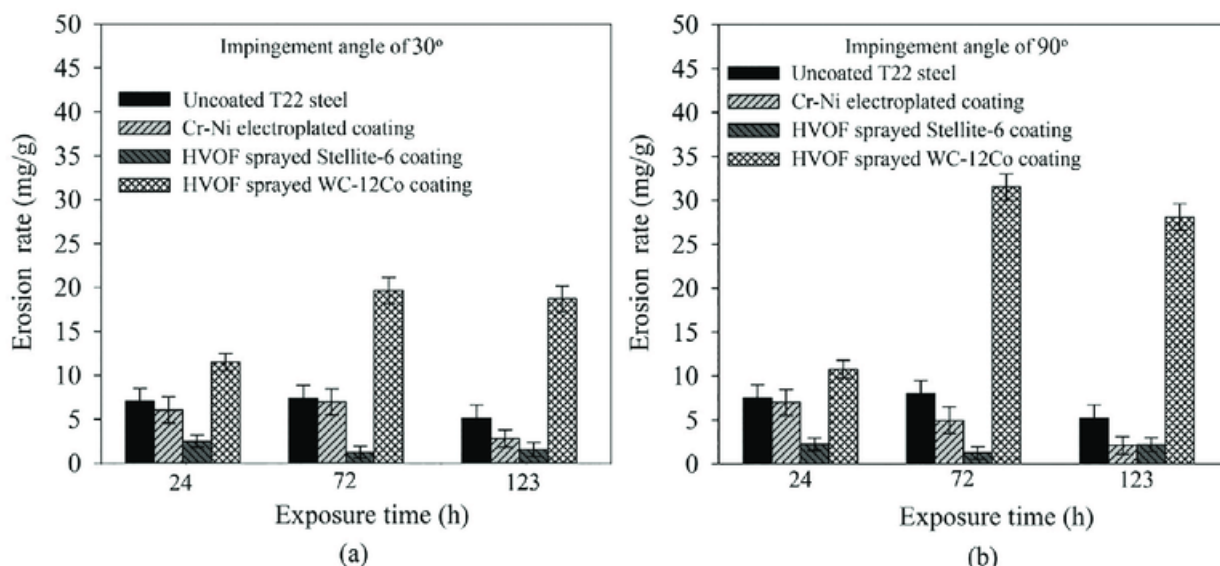 50
45
40
35
30
25
20
15
10
5
0
Erosion rate (mg/g)
Impingement angle of 30°
Uncoated T22 steel
Cr-Ni electroplated coating
HVOF sprayed Stellite-6 coating
HVOF sprayed WC-12Co coating
24 72 123
Exposure time (h)
(a)
50
45
40
35
30
25
20
15
10
5
0
Erosion rate (mg/g)
Impingement angle of 90°
Uncoated T22 steel
Cr-Ni electroplated coating
HVOF sprayed Stellite-6 coating
HVOF sprayed WC-12Co coating
24 72 123
Exposure time (h)
(b)